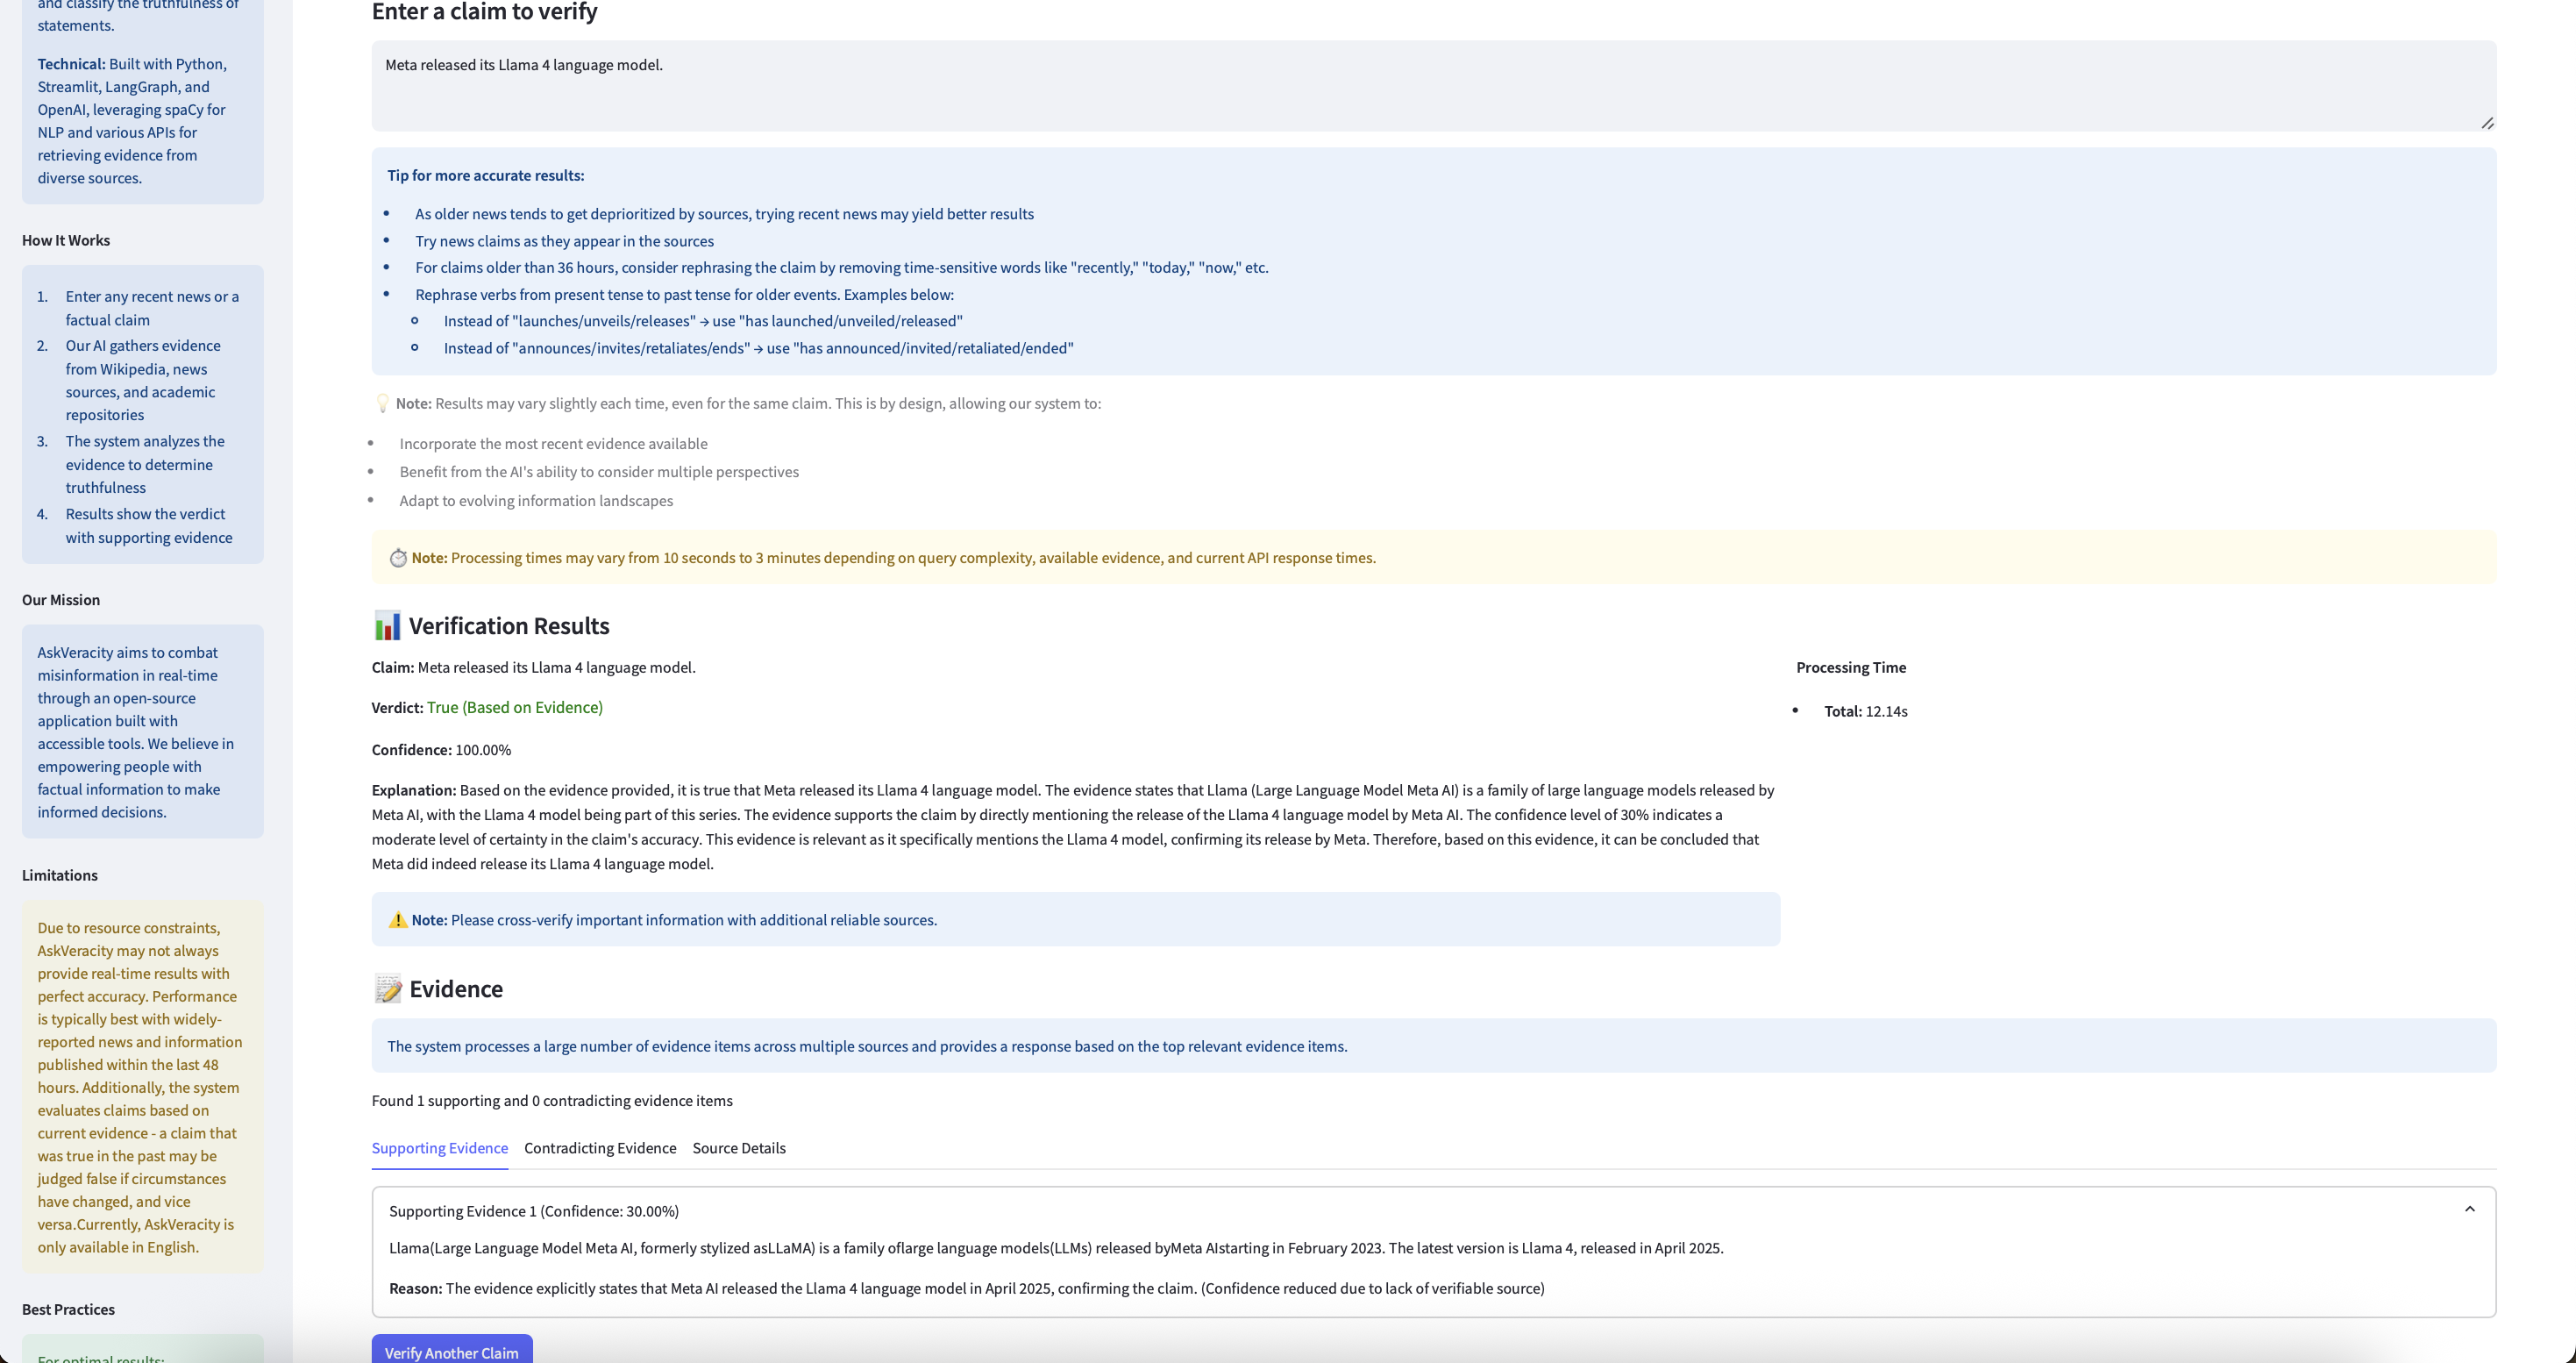 and classify the truthfulness of
statements.
Technical: Built with Python,
Streamlit, LangGraph, and
OpenAI, leveraging spaCy for
NLP and various APIs for
retrieving evidence from
diverse sources.
How It Works
1. Enter any recent news or a
factual claim
2. Our AI gathers evidence
from Wikipedia, news
sources, and academic
repositories
3. The system analyzes the
evidence to determine
truthfulness
4. Results show the verdict
with supporting evidence
Our Mission
AskVeracity aims to combat
misinformation in real-time
through an open-source
application built with
accessible tools. We believe in
empowering people with
factual information to make
informed decisions.
Limitations
Due to resource constraints,
AskVeracity may not always
provide real-time results with
perfect accuracy. Performance
is typically best with widely-
reported news and information
published within the last 48
hours. Additionally, the system
evaluates claims based on
current evidence - a claim that
was true in the past may be
judged false if circumstances
have changed, and vice
versa.Currently, AskVeracity is
only available in English.
Best Practices
For optimal results:
Enter a claim to verify
Meta released its Llama 4 language model.
Tip for more accurate results:
• As older news tends to get deprioritized by sources, trying recent news may yield better results
• Try news claims as they appear in the sources
• For claims older than 36 hours, consider rephrasing the claim by removing time-sensitive words like "recently," "today," "now," etc.
• Rephrase verbs from present tense to past tense for older events. Examples below:
Instead of "launches/unveils/releases" → use "has launched/unveiled/released"
Instead of "announces/invites/retaliates/ends" → use "has announced/invited/retaliated/ended"
Note: Results may vary slightly each time, even for the same claim. This is by design, allowing our system to:
• Incorporate the most recent evidence available
• Benefit from the AI's ability to consider multiple perspectives
• Adapt to evolving information landscapes
Note: Processing times may vary from 10 seconds to 3 minutes depending on query complexity, available evidence, and current API response times.
Verification Results
Claim: Meta released its Llama 4 language model.
Verdict: True (Based on Evidence)
Confidence: 100.00%
Explanation: Based on the evidence provided, it is true that Meta released its Llama 4 language model. The evidence states that Llama (Large Language Model Meta AI) is a family of large language models released by
Meta AI, with the Llama 4 model being part of this series. The evidence supports the claim by directly mentioning the release of the Llama 4 language model by Meta AI. The confidence level of 30% indicates a
moderate level of certainty in the claim's accuracy. This evidence is relevant as it specifically mentions the Llama 4 model, confirming its release by Meta. Therefore, based on this evidence, it can be concluded that
Meta did indeed release its Llama 4 language model.
Note: Please cross-verify important information with additional reliable sources.
Processing Time
• Total: 12.14s
Evidence
The system processes a large number of evidence items across multiple sources and provides a response based on the top relevant evidence items.
Found 1 supporting and 0 contradicting evidence items
Supporting Evidence Contradicting Evidence Source Details
Supporting Evidence 1 (Confidence: 30.00%)
Llama(Large Language Model Meta AI, formerly stylized asLLaMA) is a family oflarge language models(LLMs) released byMeta AIstarting in February 2023. The latest version is Llama 4, released in April 2025.
Reason: The evidence explicitly states that Meta AI released the Llama 4 language model in April 2025, confirming the claim. (Confidence reduced due to lack of verifiable source)
Verify Another Claim